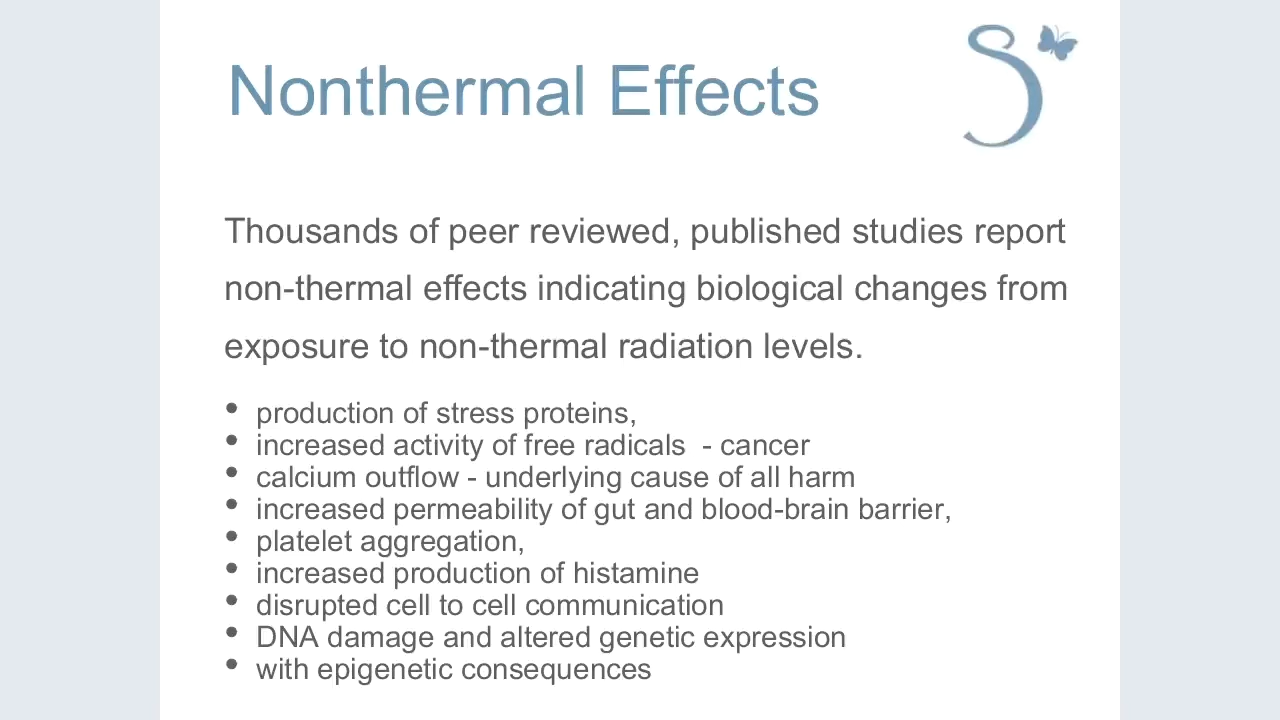 Nonthermal Effects
S
Thousands of peer reviewed, published studies report
non-thermal effects indicating biological changes from
exposure to non-thermal radiation levels.
• production of stress proteins,
• increased activity of free radicals  - cancer
• calcium outflow - underlying cause of all harm
• increased permeability of gut and blood-brain barrier,
• platelet aggregation,
• increased production of histamine
• disrupted cell to cell communication
• DNA damage and altered genetic expression
• with epigenetic consequences